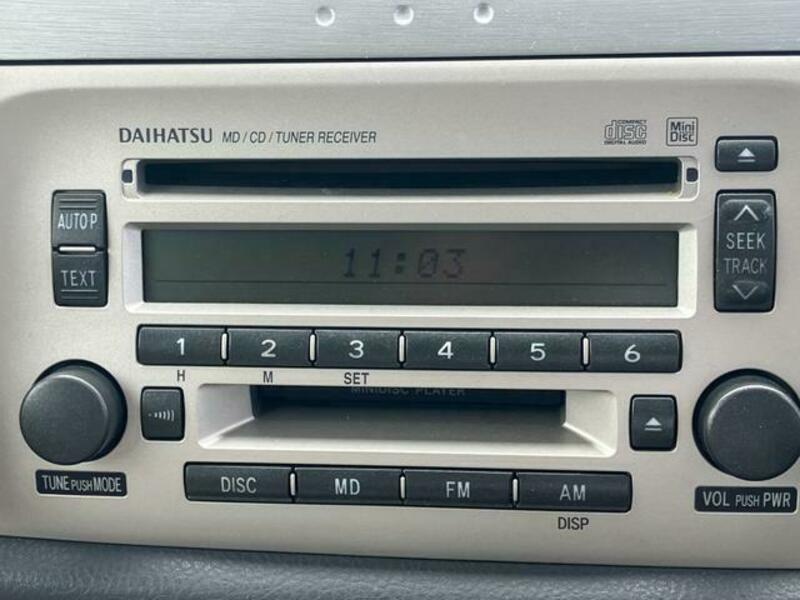 DAIHATSU MD / CD / TUNER RECEIVER
COMPACT
disc
DIGITAL AUDIO
Mini
Disc
AUTO P
TEXT
11:03
SEEK
TRACK
1 2 3 4 5 6
H M SET
MINIDISC PLAYER
TUNE PUSH MODE
DISC MD FM AM
VOL PUSH PWR
DISP